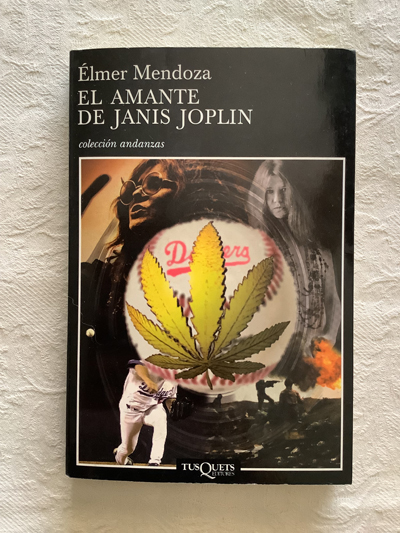 Élmer Mendoza
EL AMANTE
DE JANIS JOPLIN
colección andanzas
Dodgers
TUSQUETS
EDITORES